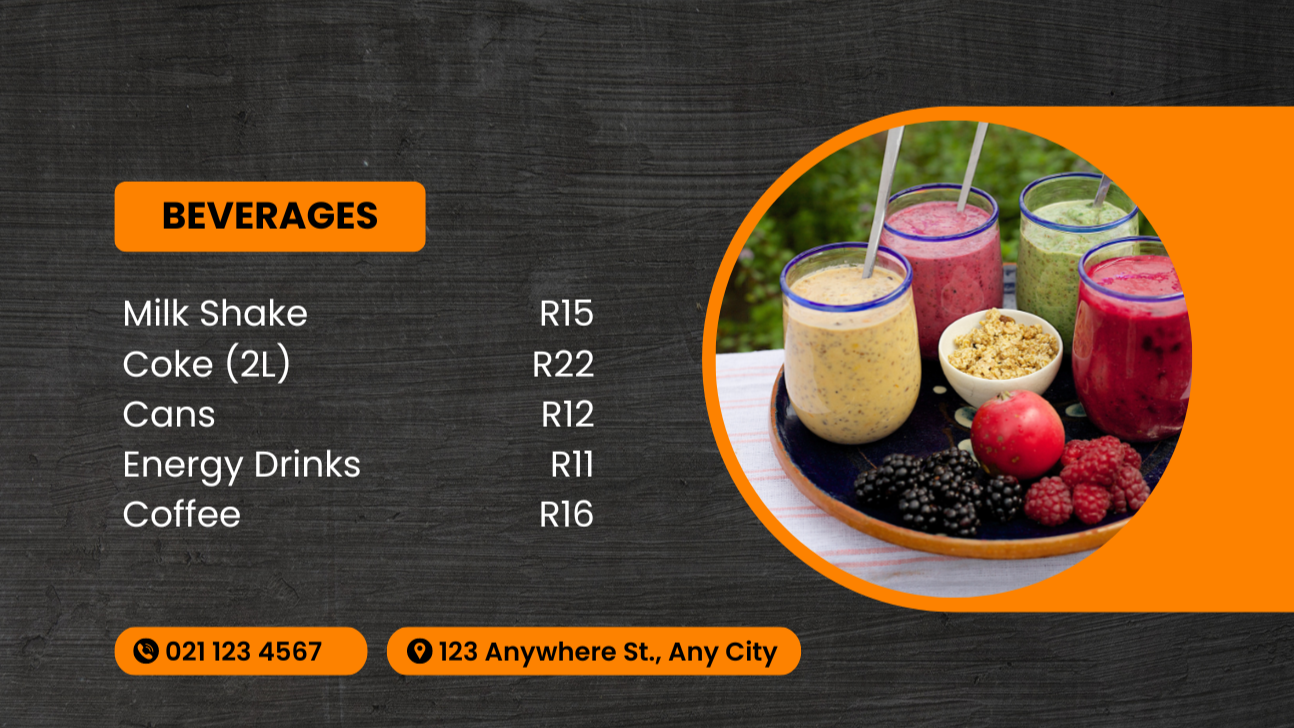 BEVERAGES
Milk Shake R15
Coke (2L) R22
Cans R12
Energy Drinks R11
Coffee R16
021 123 4567
123 Anywhere St., Any City